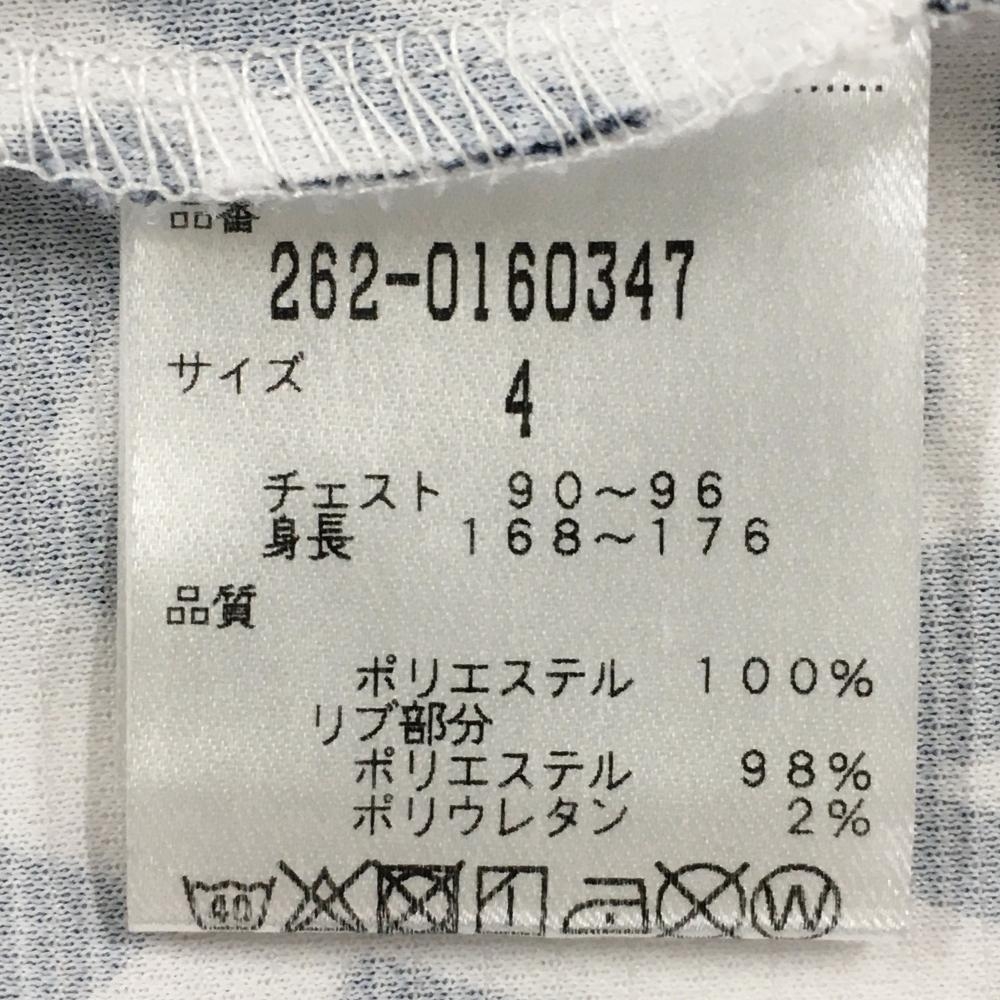 品番
262-0160347
サイズ
4
チェスト 90～96
身長 168～176
品質
ポリエステル 100%
リブ部分
ポリエステル 98%
ポリウレタン 2%
40 W